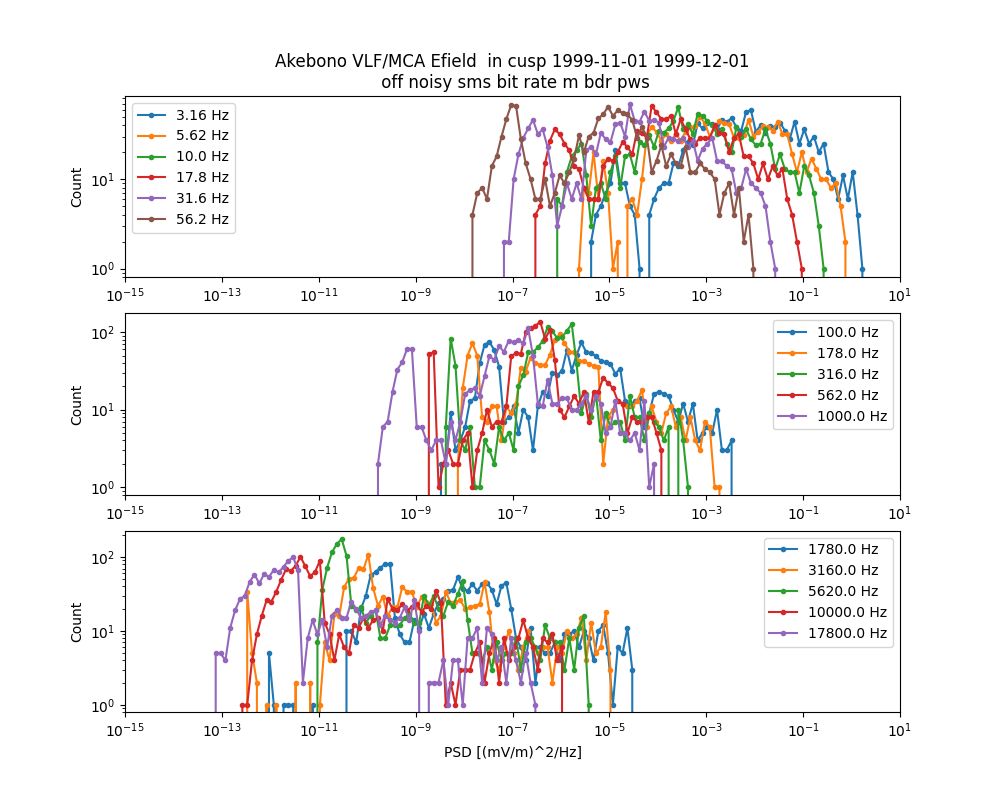 Akebono VLF/MCA Efield  in cusp 1999-11-01 1999-12-01
off noisy sms bit rate m bdr pws
Count
10^1
10^0
3.16 Hz
5.62 Hz
10.0 Hz
17.8 Hz
31.6 Hz
56.2 Hz
10^-15 10^-13 10^-11 10^-9 10^-7 10^-5 10^-3 10^-1 10^1
Count
10^2
10^1
10^0
100.0 Hz
178.0 Hz
316.0 Hz
562.0 Hz
1000.0 Hz
10^-15 10^-13 10^-11 10^-9 10^-7 10^-5 10^-3 10^-1 10^1
Count
10^2
10^1
10^0
1780.0 Hz
3160.0 Hz
5620.0 Hz
10000.0 Hz
17800.0 Hz
10^-15 10^-13 10^-11 10^-9 10^-7 10^-5 10^-3 10^-1 10^1
PSD [(mV/m)^2/Hz]